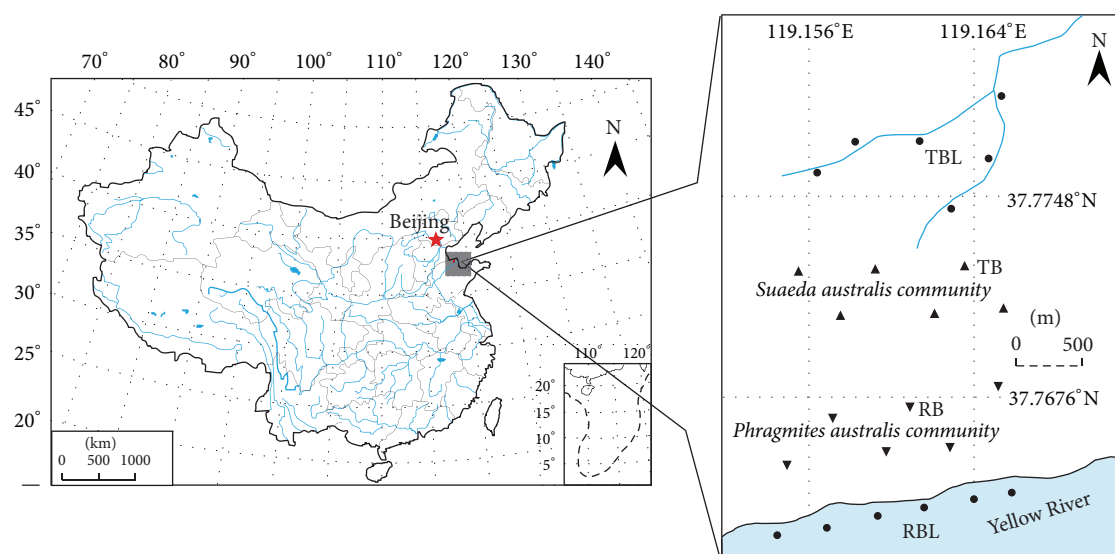 70° 80° 90° 100° 110° 120° 130° 140°
45°
40°
35°
30°
25°
20°
N
Beijing
(km)
0 500 1000
110° 120°
20°
15°
10°
5°
119.156°E 119.164°E
N
TBL
37.7748°N
TB
Suaeda australis community
(m)
0 500
37.7676°N
RB
Phragmites australis community
RBL
Yellow River